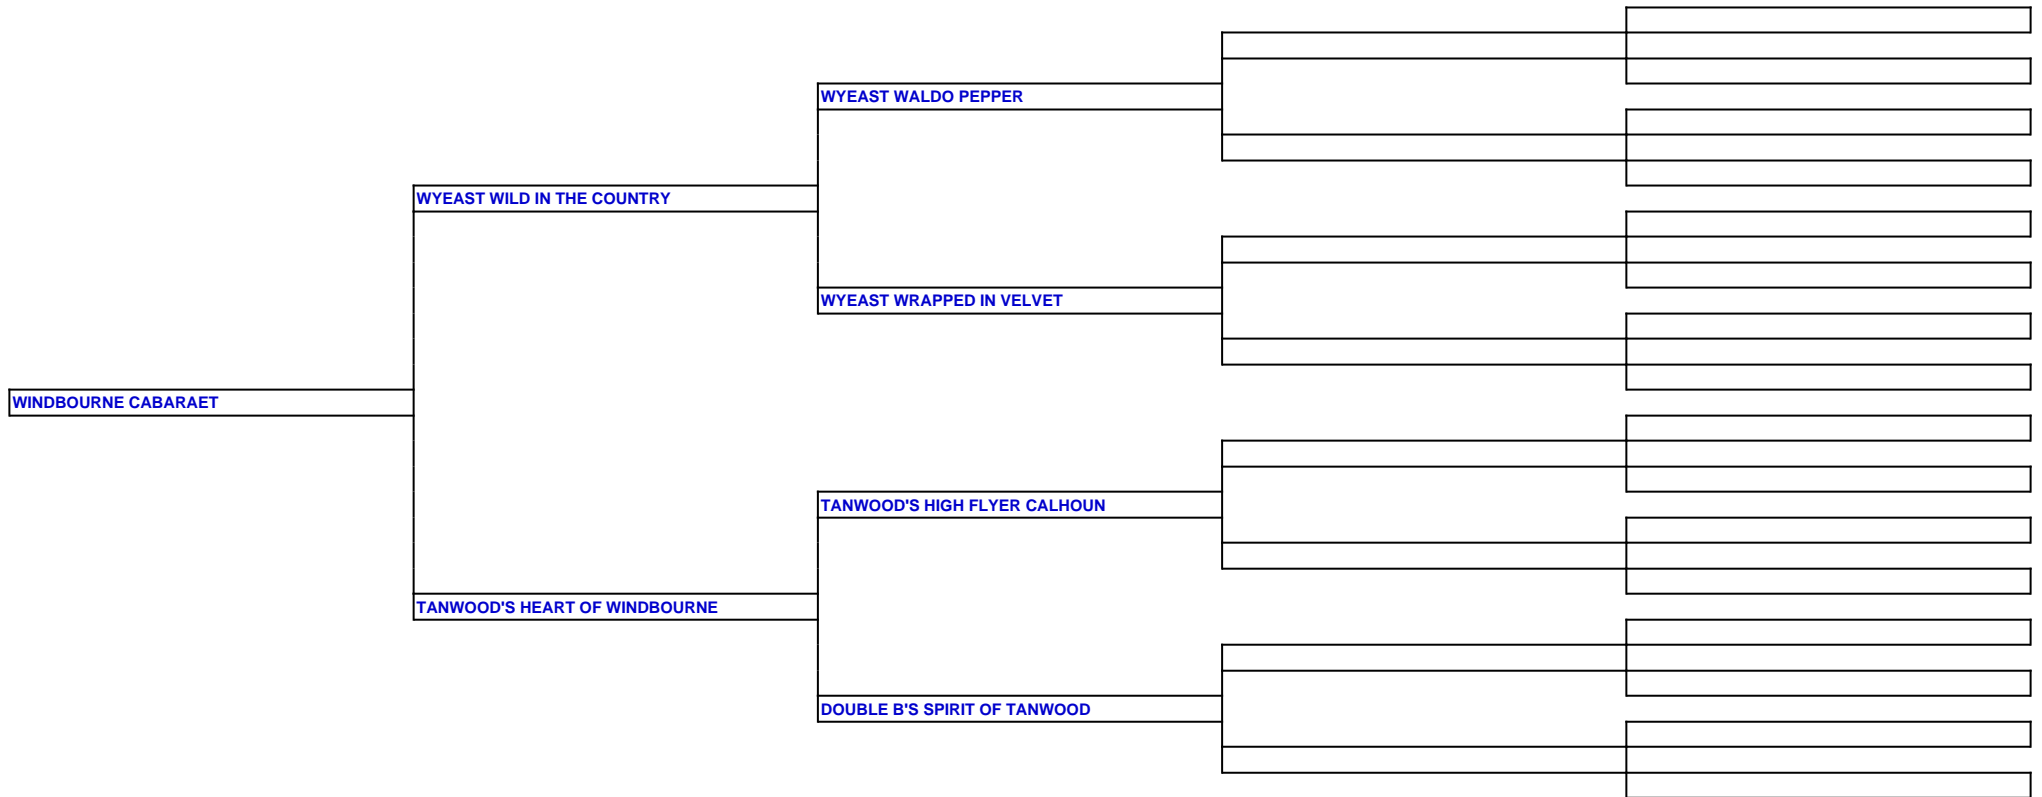 WYEAST WALDO PEPPER
WYEAST WILD IN THE COUNTRY
WYEAST WRAPPED IN VELVET
WINDBOURNE CABARAET
TANWOOD'S HIGH FLYER CALHOUN
TANWOOD'S HEART OF WINDBOURNE
DOUBLE B'S SPIRIT OF TANWOOD